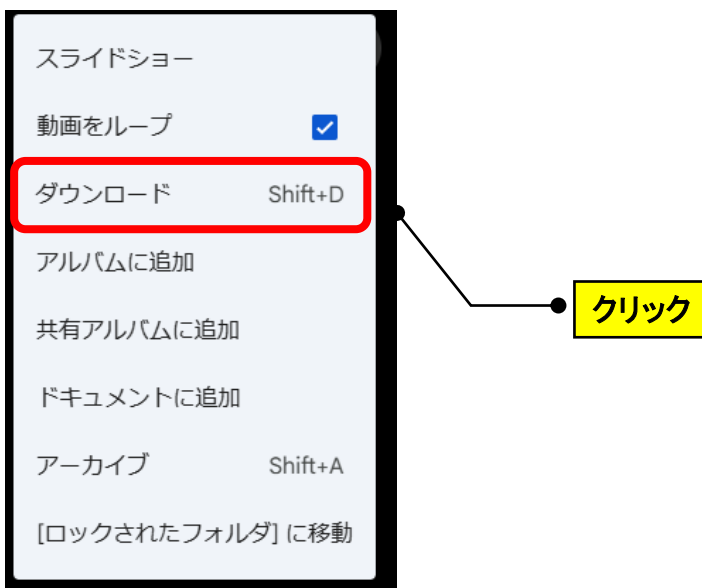 スライドショー
動画をループ
ダウンロード Shift+D
アルバムに追加
共有アルバムに追加
ドキュメントに追加
アーカイブ Shift+A
[ロックされたフォルダ] に移動
クリック